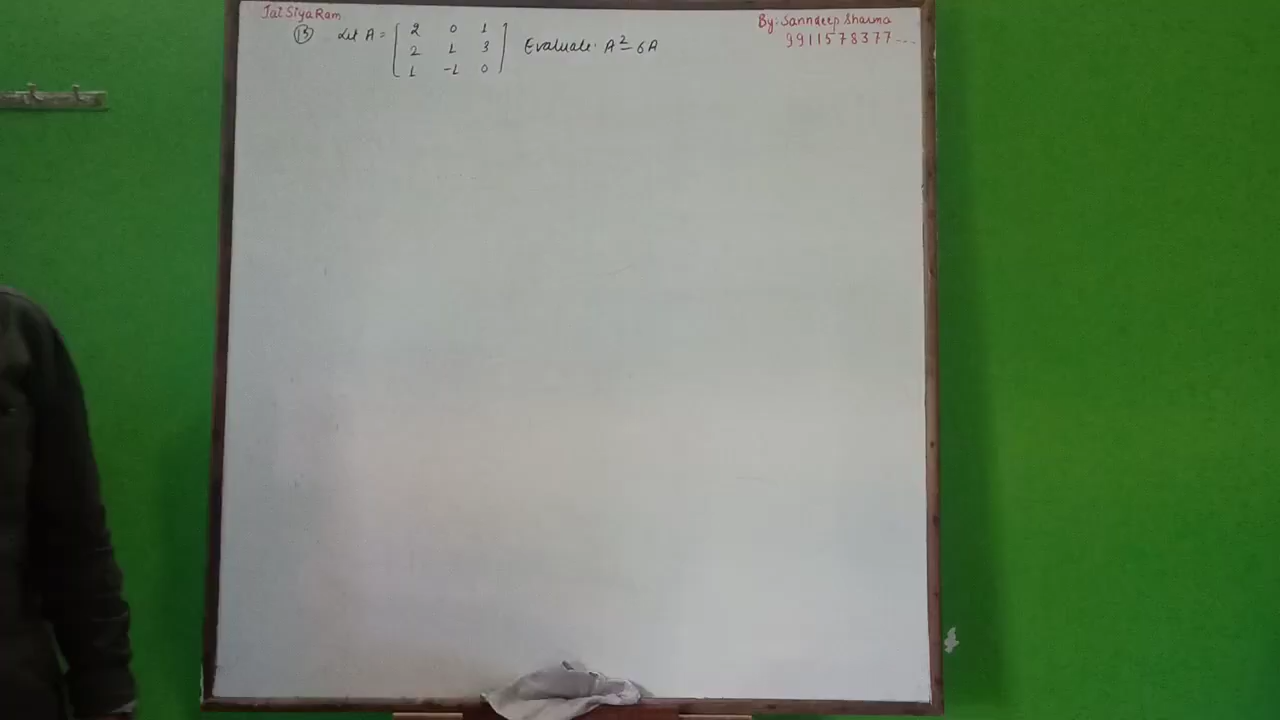 Jai Siya Ram
By: Sanndeep Sharma
9911578377...
(13) Let A = [ 2 0 1
2 1 3 Evaluate: A² - 6A
1 -1 0 ]